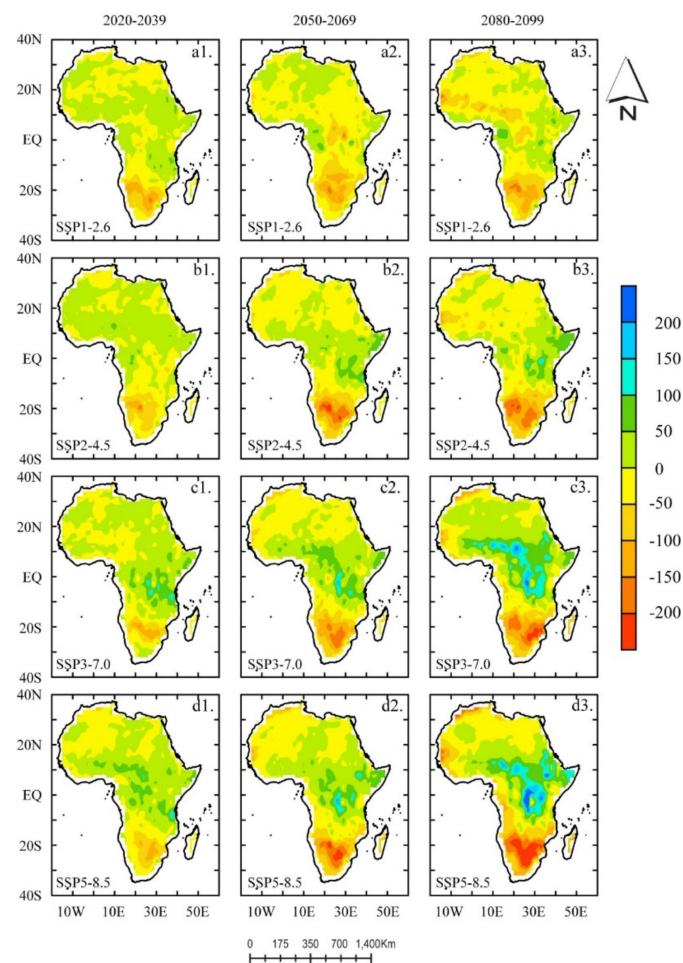 2020-2039 2050-2069 2080-2099
40N a1. a2. a3.
20N
EQ
20S
40S SSP1-2.6 SSP1-2.6 SSP1-2.6
N
b1. b2. b3.
20N
EQ
20S
40S SSP2-4.5 SSP2-4.5 SSP2-4.5
200
150
100
50
0
-50
-100
-150
-200
40N c1. c2. c3.
20N
EQ
20S
40S SSP3-7.0 SSP3-7.0 SSP3-7.0
40N d1. d2. d3.
20N
EQ
20S
40S SSP5-8.5 SSP5-8.5 SSP5-8.5
10W 10E 30E 50E 10W 10E 30E 50E 10W 10E 30E 50E
0 175 350 700 1,400Km